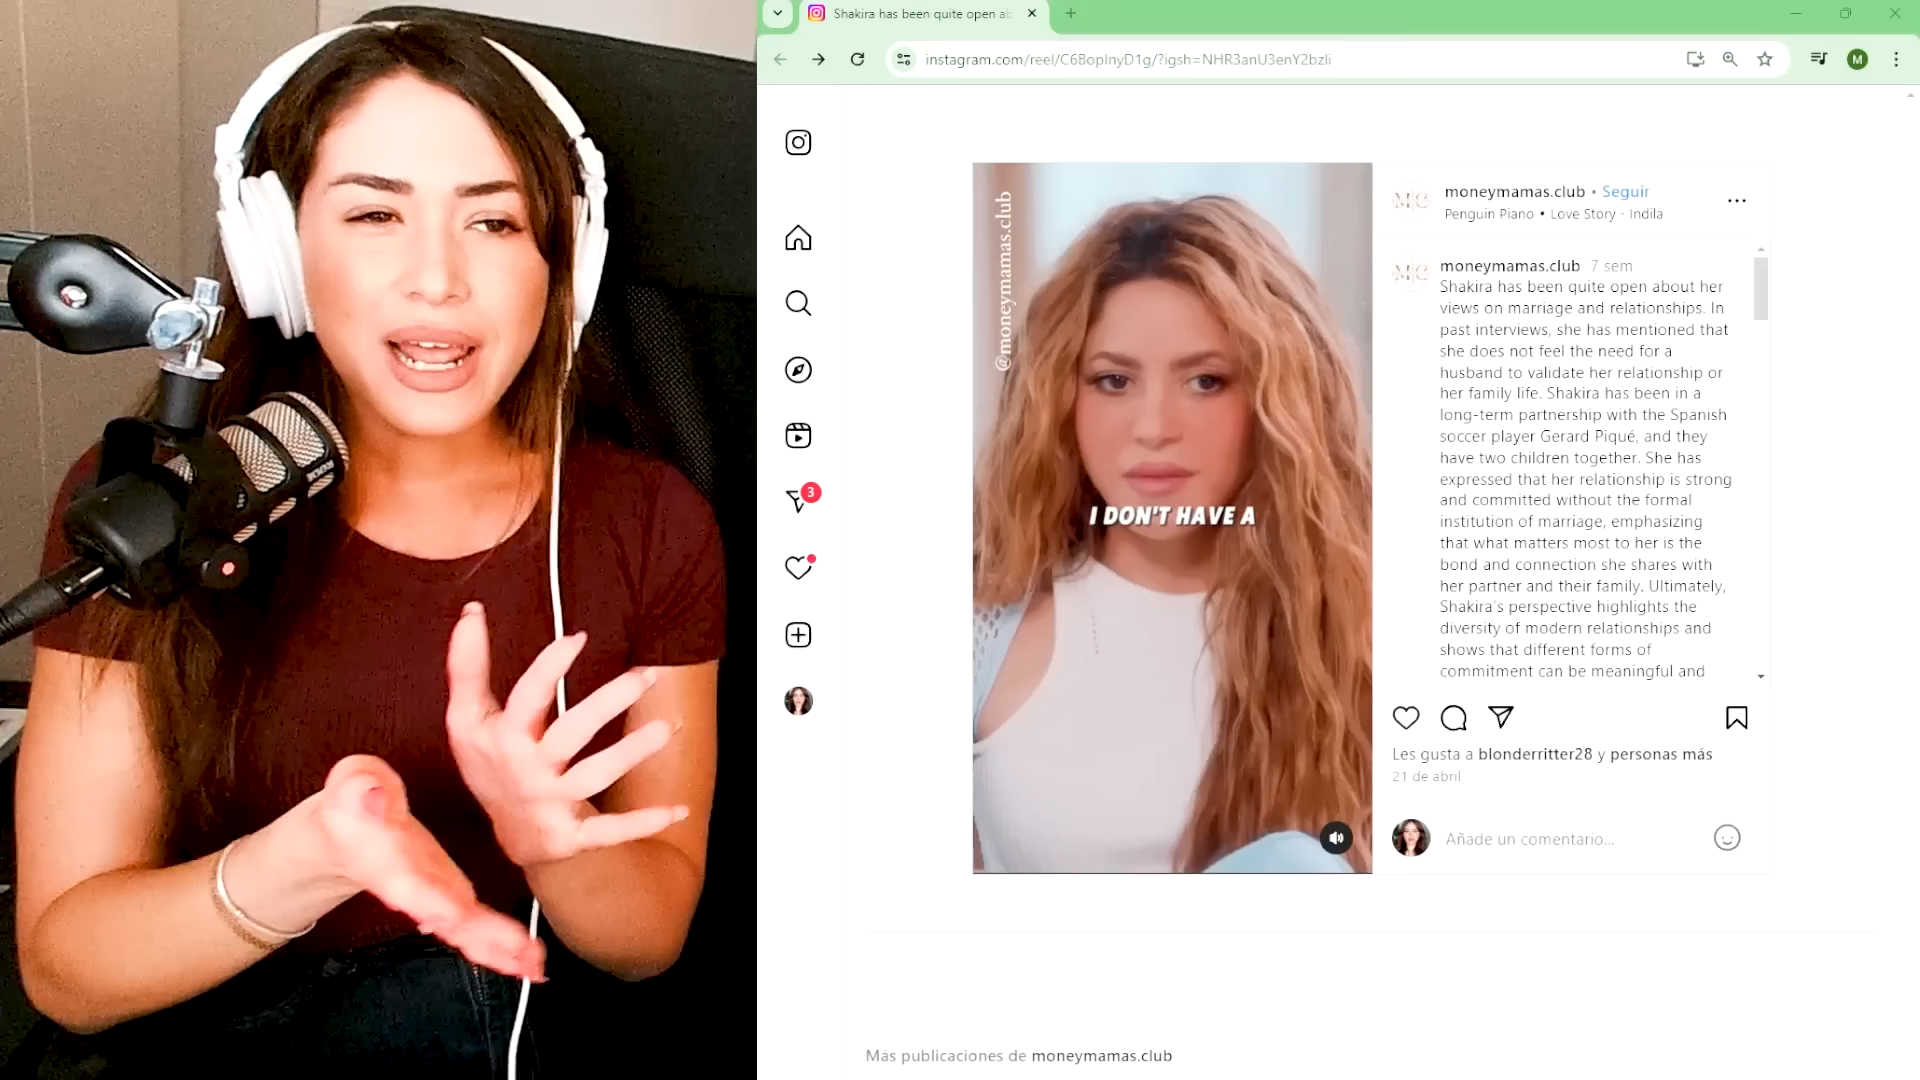 Shakira has been quite open ab
instagram.com/reel/C6BopInyD1g/?igsh=NHR3anU3enY2bzli
M
3
@moneymamas.club
I DON'T HAVE A
MC
moneymamas.club • Seguir
Penguin Piano • Love Story - Indila
MC
moneymamas.club 7 sem
Shakira has been quite open about her
views on marriage and relationships. In
past interviews, she has mentioned that
she does not feel the need for a
husband to validate her relationship or
her family life. Shakira has been in a
long-term partnership with the Spanish
soccer player Gerard Piqué, and they
have two children together. She has
expressed that her relationship is strong
and committed without the formal
institution of marriage, emphasizing
that what matters most to her is the
bond and connection she shares with
her partner and their family. Ultimately,
Shakira's perspective highlights the
diversity of modern relationships and
shows that different forms of
commitment can be meaningful and
Les gusta a blonderritter28 y personas más
21 de abril
Añade un comentario...
Más publicaciones de moneymamas.club